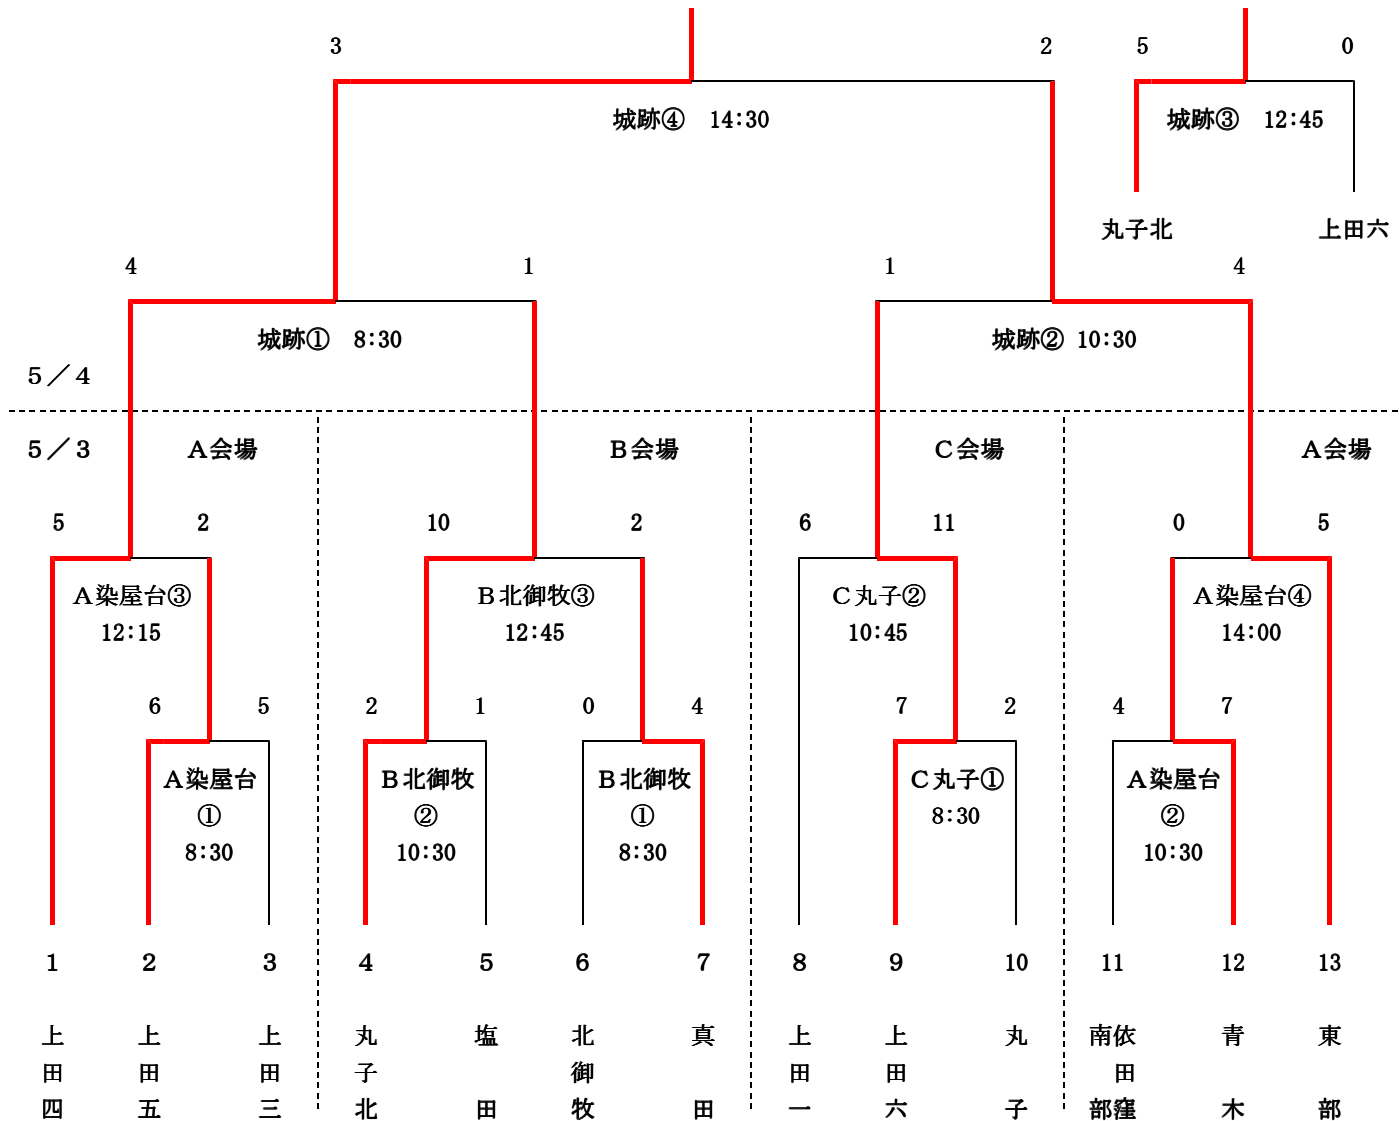 3 2 5 0
城跡④ 14:30 城跡③ 12:45
丸子北 上田六
4 1 1 4
城跡① 8:30 城跡② 10:30
５／４
５／３ Ａ会場 Ｂ会場 Ｃ会場 Ａ会場
5 2 10 2 6 11 0 5
Ａ染屋台③ Ｂ北御牧③ Ｃ丸子② Ａ染屋台④
12:15 12:45 10:45 14:00
6 5 2 1 0 4 7 2 4 7
Ａ染屋台 Ｂ北御牧 Ｂ北御牧 Ｃ丸子① Ａ染屋台
① ② ① 8:30 ②
8:30 10:30 8:30 10:30
1 2 3 4 5 6 7 8 9 10 11 12 13
上田四
上田五
上田三
丸子北
塩田
北御牧
真田
上田一
上田六
丸子
依田窪
南部
青木
東部